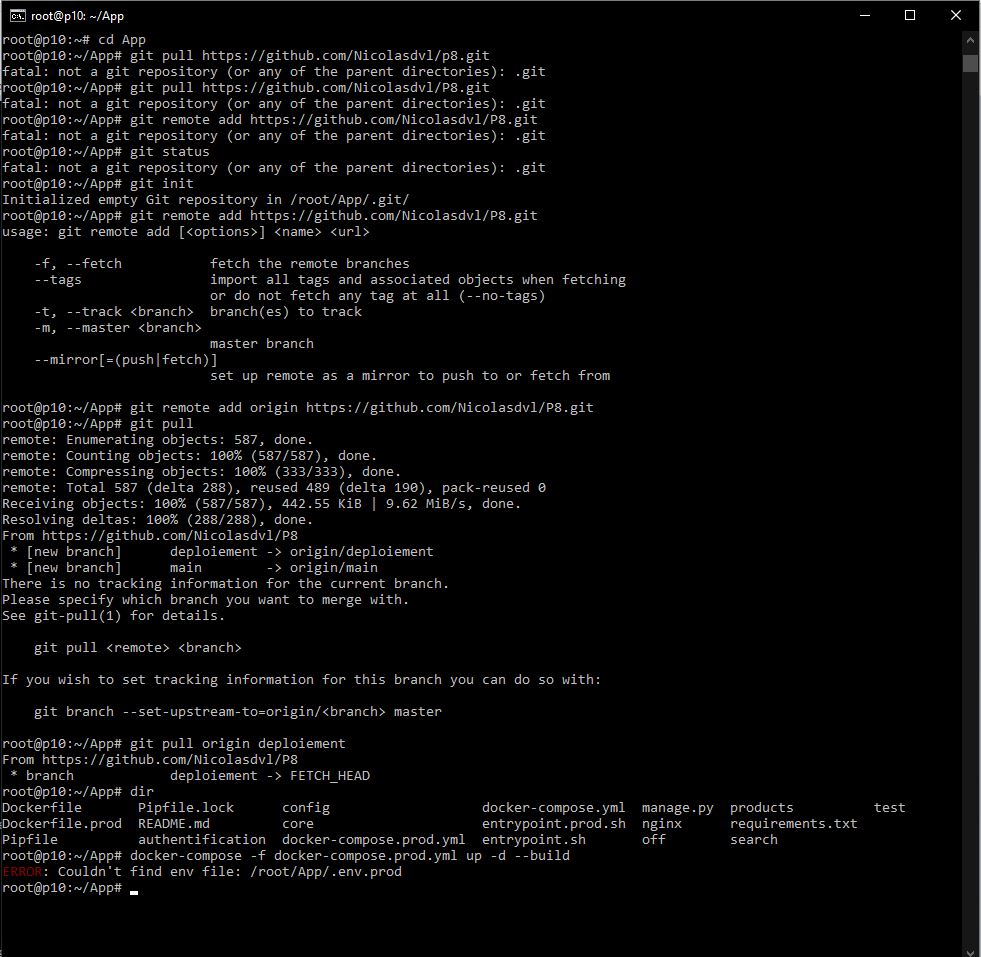 root@p10: ~/App
root@p10:~# cd App
root@p10:~/App# git pull https://github.com/Nicolasdvl/p8.git
fatal: not a git repository (or any of the parent directories): .git
root@p10:~/App# git pull https://github.com/Nicolasdvl/P8.git
fatal: not a git repository (or any of the parent directories): .git
root@p10:~/App# git remote add https://github.com/Nicolasdvl/P8.git
fatal: not a git repository (or any of the parent directories): .git
root@p10:~/App# git status
fatal: not a git repository (or any of the parent directories): .git
root@p10:~/App# git init
Initialized empty Git repository in /root/App/.git/
root@p10:~/App# git remote add https://github.com/Nicolasdvl/P8.git
usage: git remote add [<options>] <name> <url>

    -f, --fetch           fetch the remote branches
    --tags                import all tags and associated objects when fetching
                          or do not fetch any tag at all (--no-tags)
    -t, --track <branch>  branch(es) to track
    -m, --master <branch>
                          master branch
    --mirror[=(push|fetch)]
                          set up remote as a mirror to push to or fetch from

root@p10:~/App# git remote add origin https://github.com/Nicolasdvl/P8.git
root@p10:~/App# git pull
remote: Enumerating objects: 587, done.
remote: Counting objects: 100% (587/587), done.
remote: Compressing objects: 100% (333/333), done.
remote: Total 587 (delta 288), reused 489 (delta 190), pack-reused 0
Receiving objects: 100% (587/587), 442.55 KiB | 9.62 MiB/s, done.
Resolving deltas: 100% (288/288), done.
From https://github.com/Nicolasdvl/P8
 * [new branch]      deploiement -> origin/deploiement
 * [new branch]      main        -> origin/main
There is no tracking information for the current branch.
Please specify which branch you want to merge with.
See git-pull(1) for details.

    git pull <remote> <branch>

If you wish to set tracking information for this branch you can do so with:

    git branch --set-upstream-to=origin/<branch> master

root@p10:~/App# git pull origin deploiement
From https://github.com/Nicolasdvl/P8
 * branch            deploiement -> FETCH_HEAD
root@p10:~/App# dir
Dockerfile       Pipfile.lock      config                   docker-compose.yml  manage.py  products          test
Dockerfile.prod  README.md         core                     entrypoint.prod.sh  nginx      requirements.txt
Pipfile          authentification  docker-compose.prod.yml  entrypoint.sh       off        search
root@p10:~/App# docker-compose -f docker-compose.prod.yml up -d --build
ERROR: Couldn't find env file: /root/App/.env.prod
root@p10:~/App#